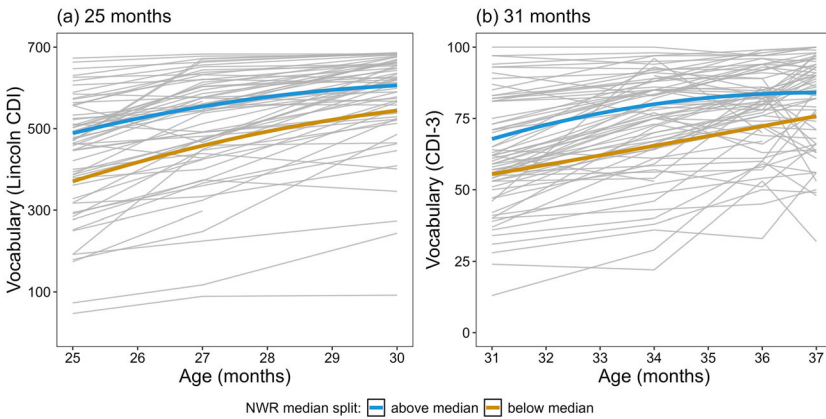 (a) 25 months
Vocabulary (Lincoln CDI)
700
500
300
100
25 26 27 28 29 30
Age (months)
(b) 31 months
Vocabulary (CDI-3)
100
75
50
25
0
31 32 33 34 35 36 37
Age (months)
NWR median split: above median below median